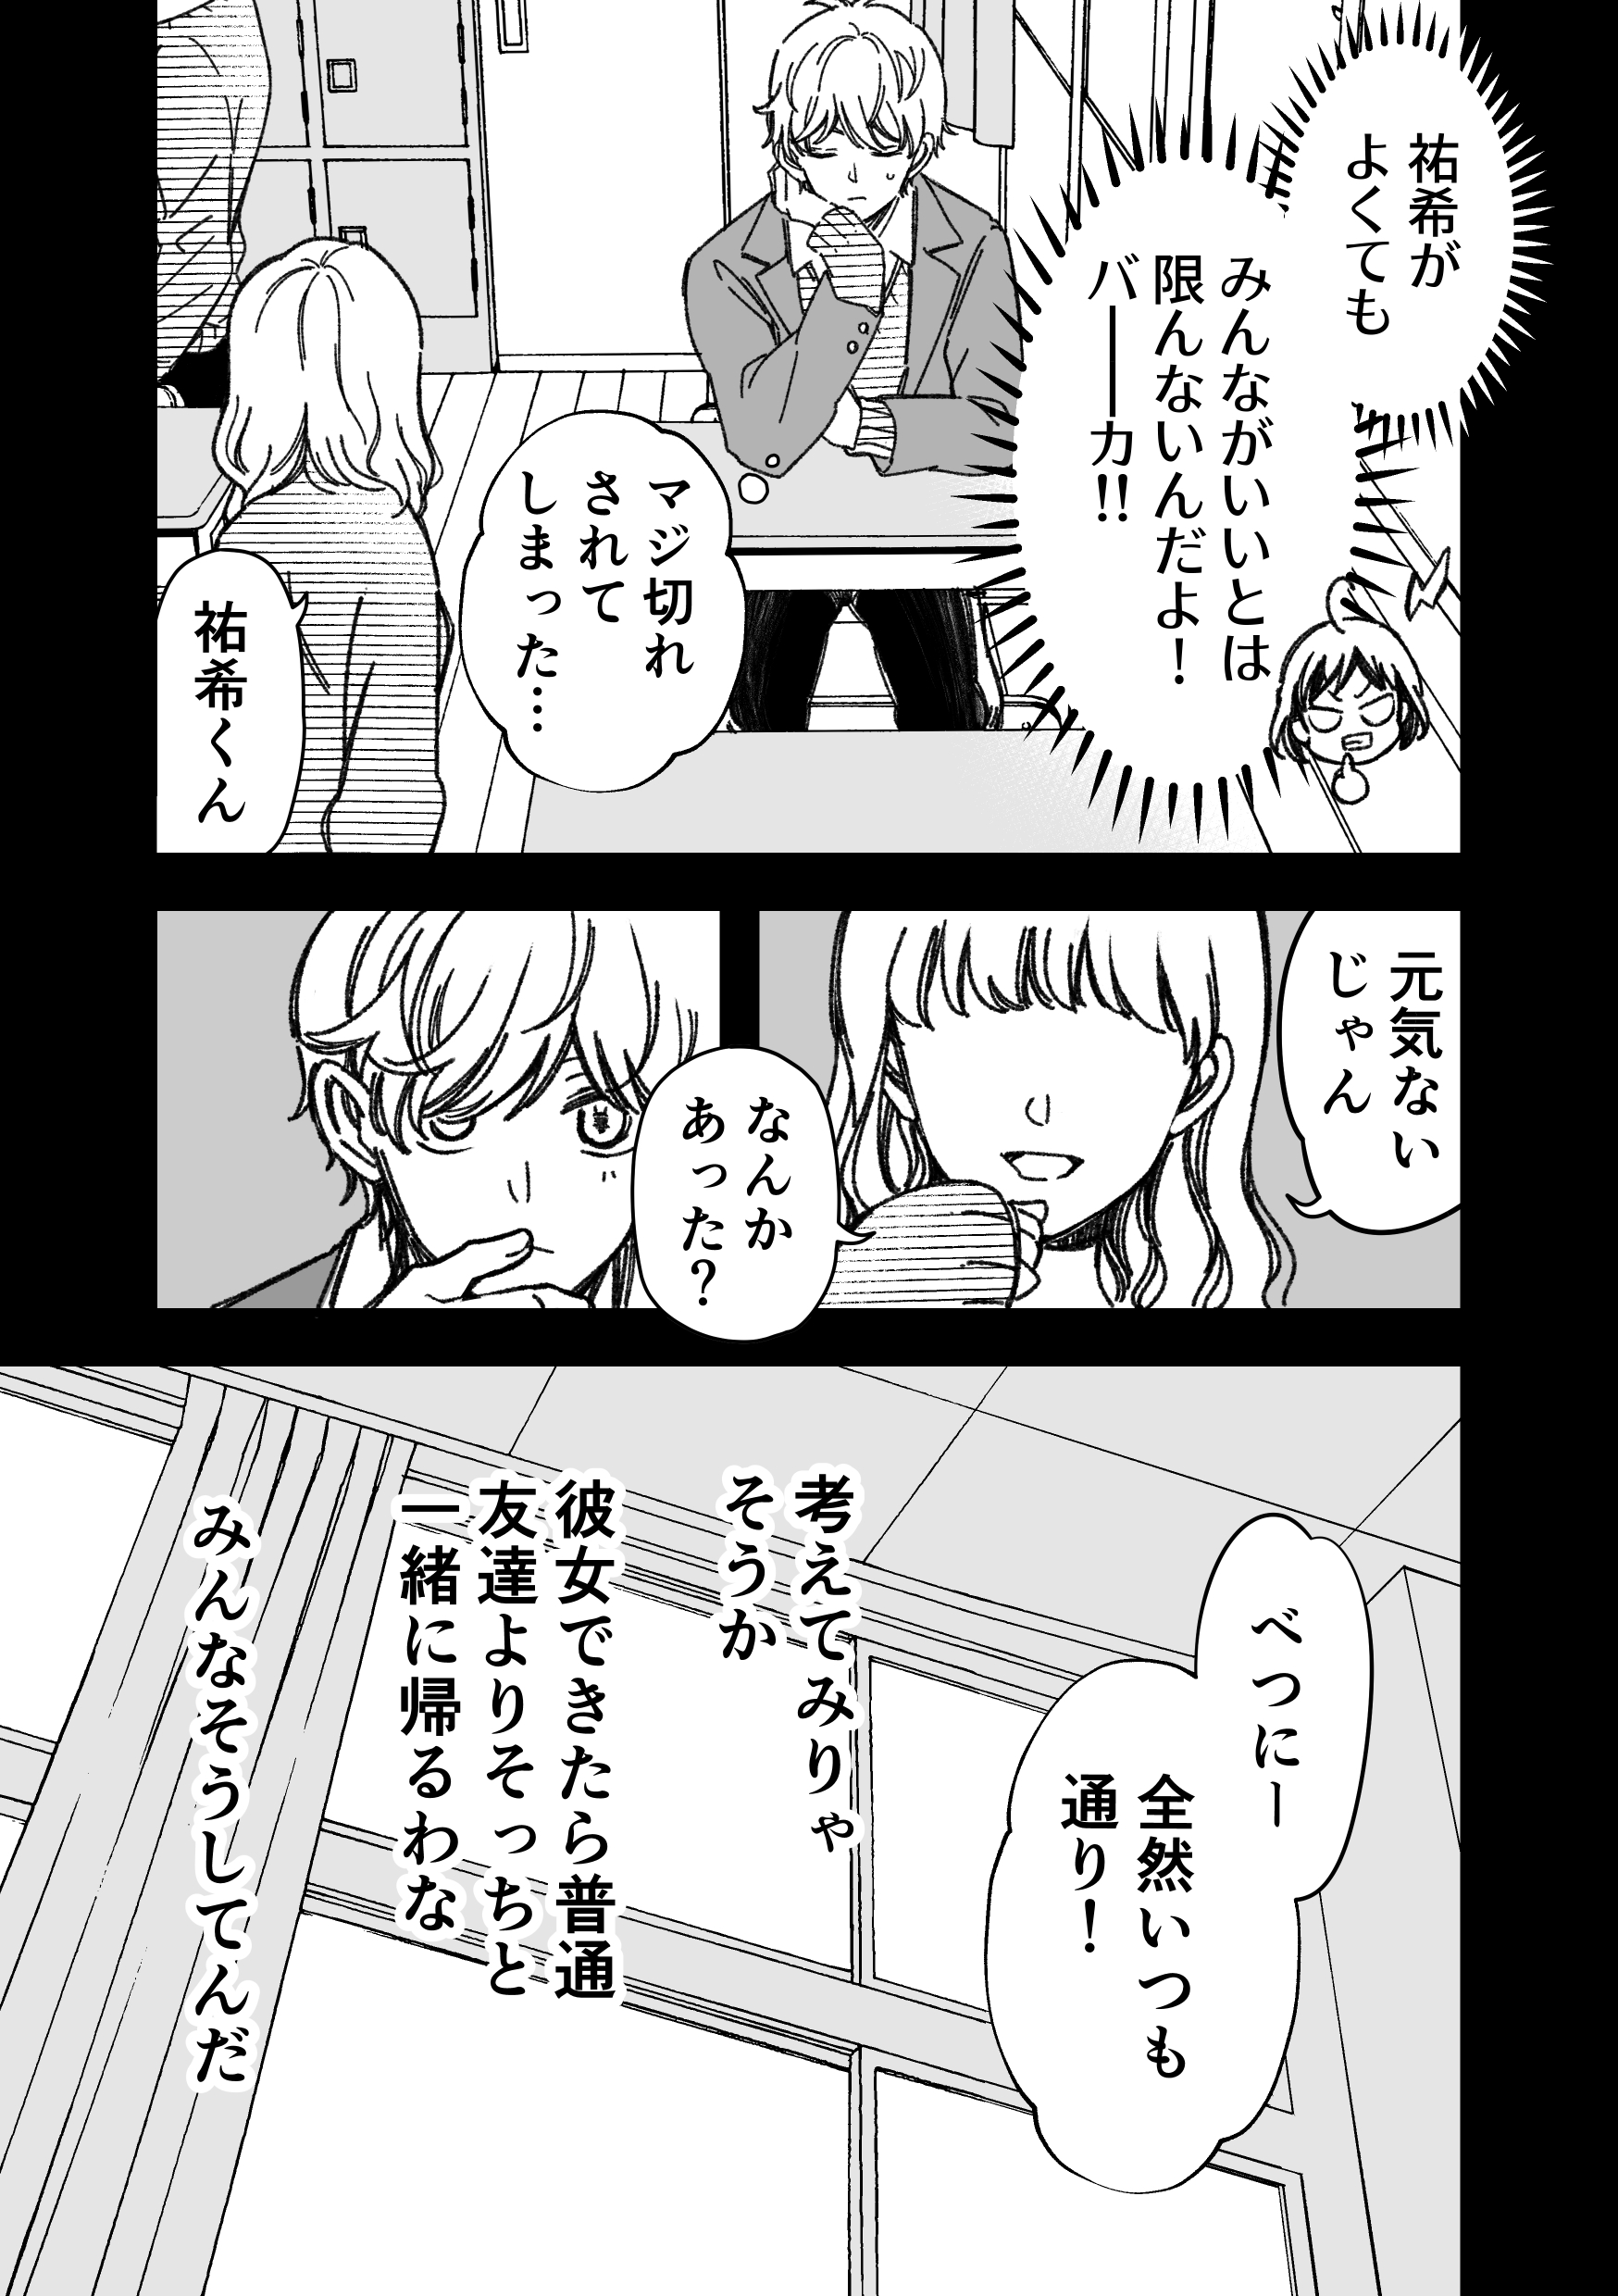 祐希が
よくても
みんながいいとは
限んないんだよ！
バーーカ!!
マジ切れ
されて
しまった…
祐希くん
元気ない
じゃん
なんか
あった？
べつにー
全然いつも
通り！
考えてみりゃ
そうか
彼女できたら普通
友達よりそっちと
一緒に帰るわな
みんなそうしてんだ